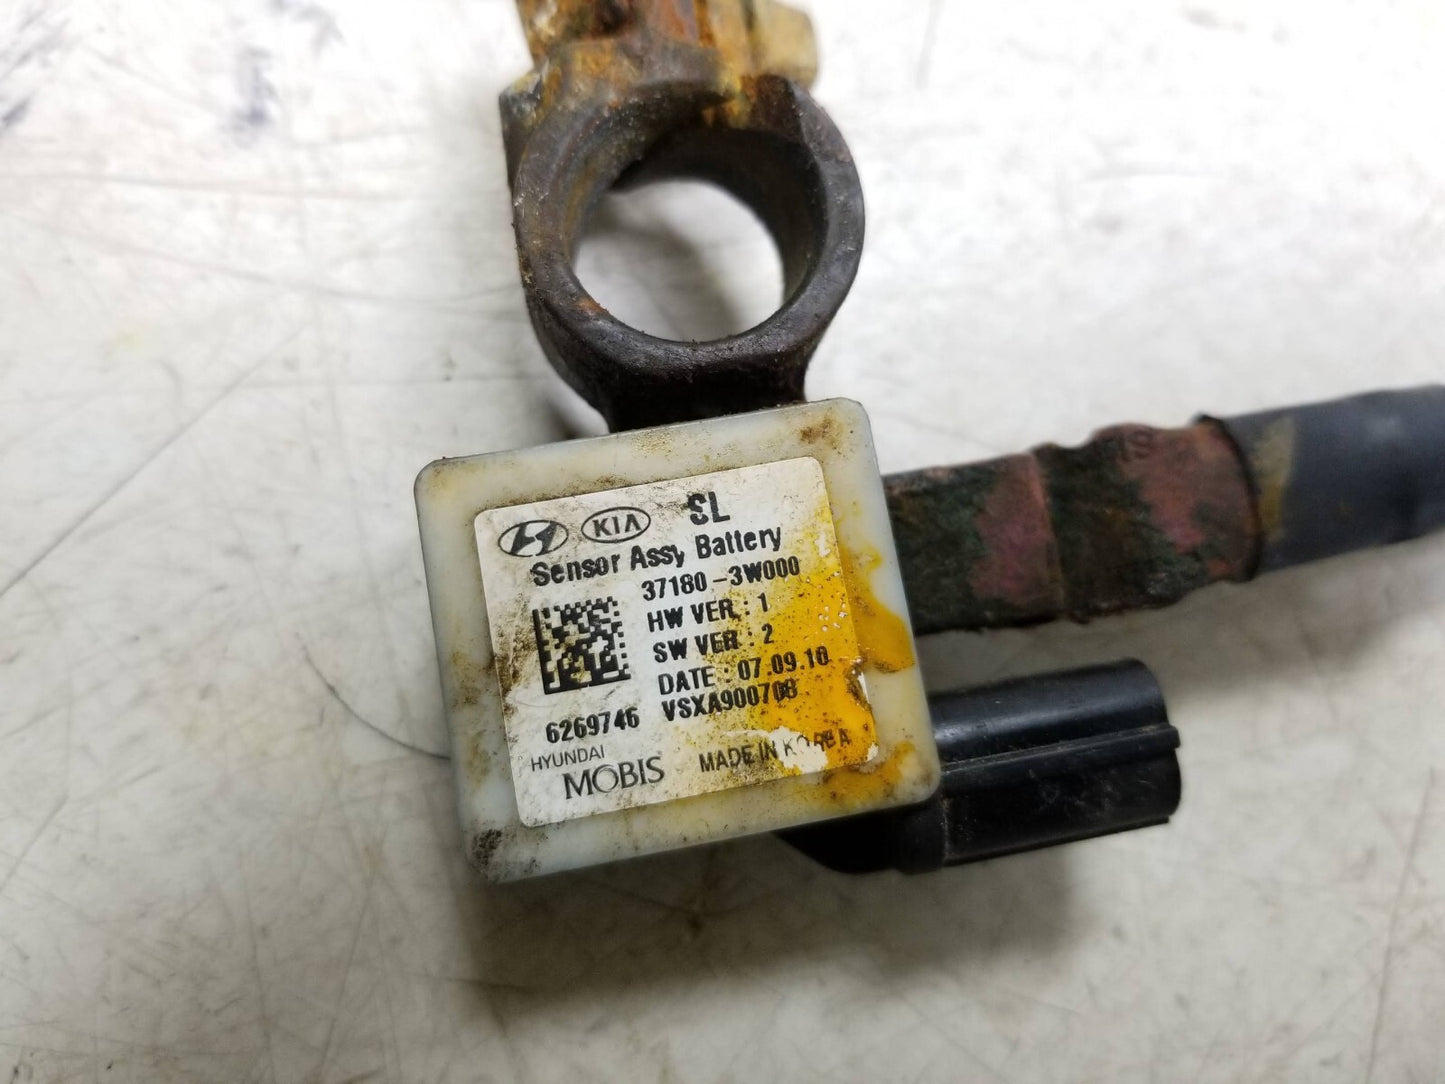 KIA SL
Sensor Assy, Battery
37180-3W000
HW VER : 1
SW VER : 2
DATE : 07.09.10
6269746 VSXA900708
HYUNDAI
MOBIS MADE IN KOREA